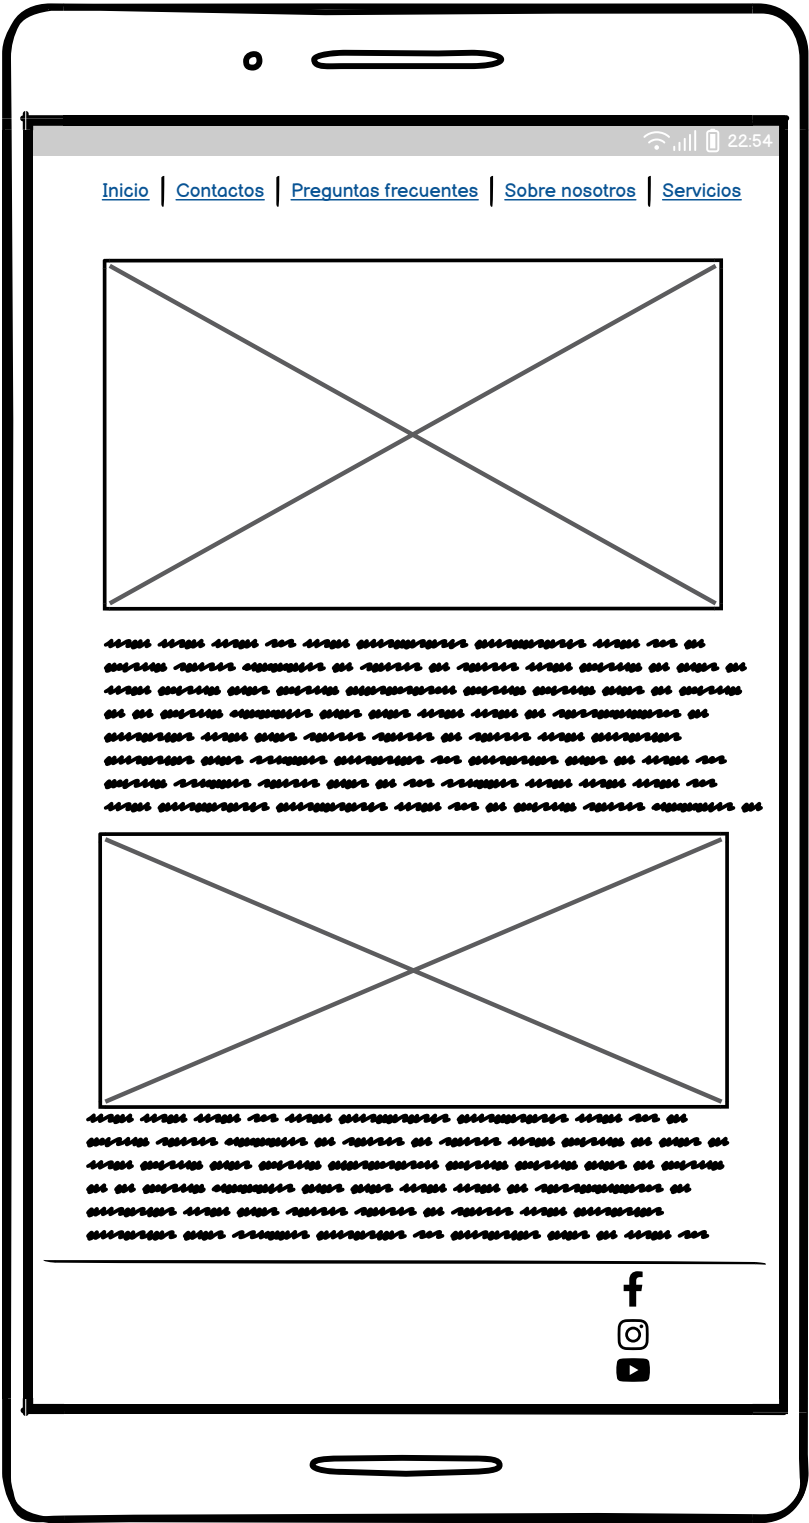 22:54
Inicio | Contactos | Preguntas frecuentes | Sobre nosotros | Servicios